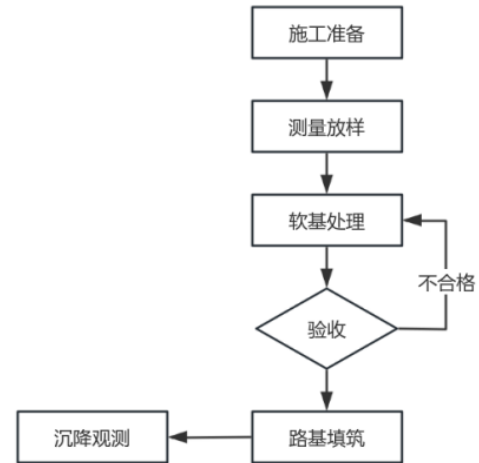 施工准备
测量放样
软基处理
不合格
验收
沉降观测
路基填筑